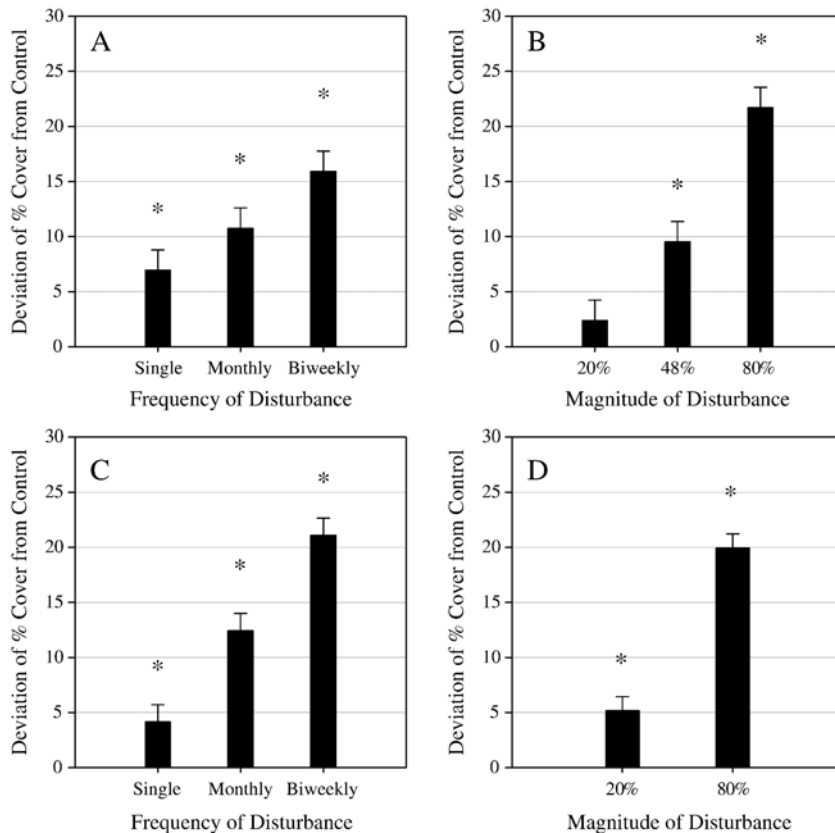 A
Deviation of % Cover from Control
30
25
20
15
10
5
0
*
*
*
Single Monthly Biweekly
Frequency of Disturbance
B
Deviation of % Cover from Control
30
25
20
15
10
5
0
*
*
20% 48% 80%
Magnitude of Disturbance
C
Deviation of % Cover from Control
30
25
20
15
10
5
0
*
*
*
Single Monthly Biweekly
Frequency of Disturbance
D
Deviation of % Cover from Control
30
25
20
15
10
5
0
*
*
20% 80%
Magnitude of Disturbance